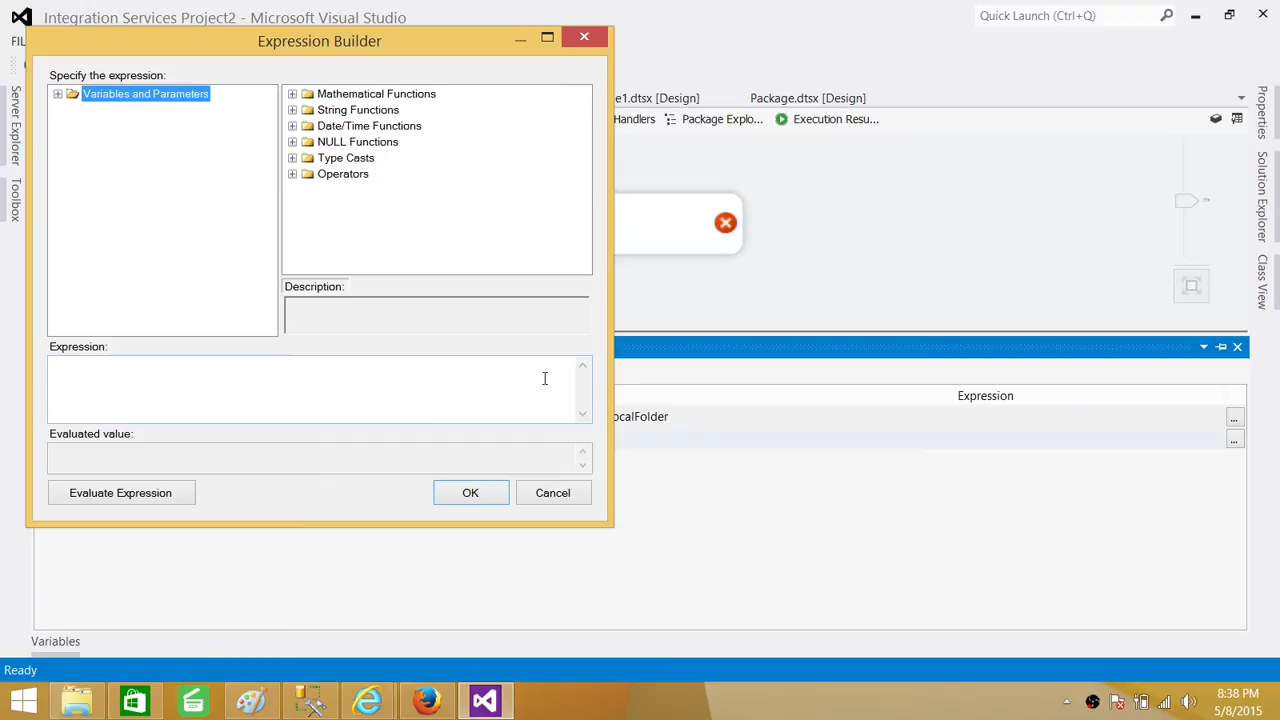 Integration Services Project2 - Microsoft Visual Studio
Quick Launch (Ctrl+Q)
FIL
Expression Builder
Specify the expression:
Variables and Parameters
Mathematical Functions
String Functions
Date/Time Functions
NULL Functions
Type Casts
Operators
Description:
Expression:
Evaluated value:
Evaluate Expression
OK
Cancel
e1.dtsx [Design]
Package.dtsx [Design]
Handlers
Package Explo...
Execution Resu...
Server Explorer
Toolbox
Properties
Solution Explorer
Class View
Expression
ocalFolder
...
...
Variables
Ready
8:38 PM
5/8/2015